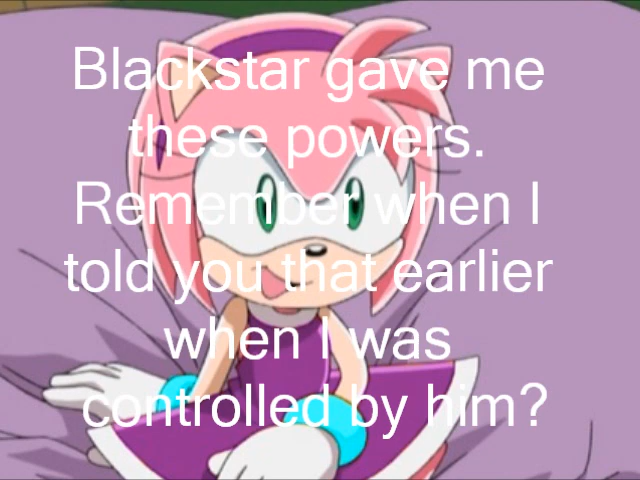 Blackstar gave me
these powers.
Remember when I
told you that earlier
when I was
controlled by him?